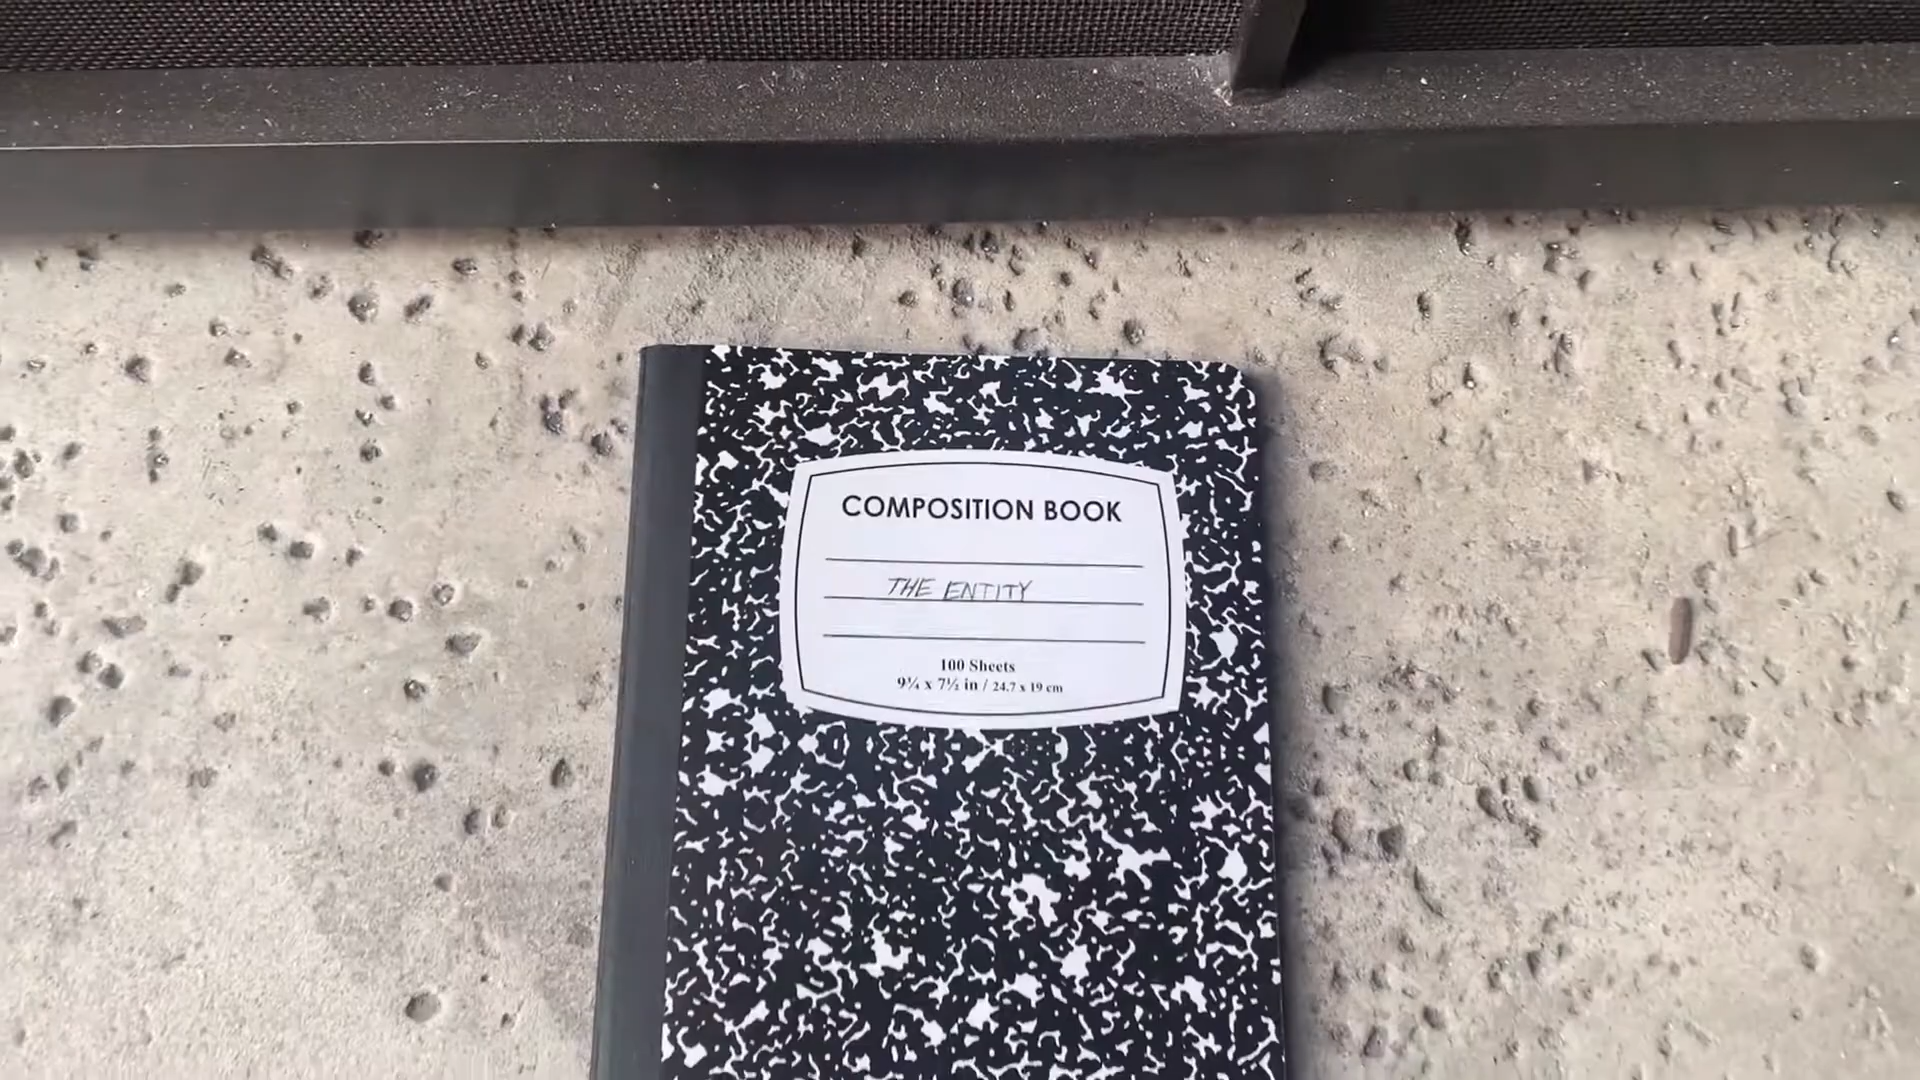 COMPOSITION BOOK
THE ENTITY
100 Sheets
9¾ x 7½ in / 24.7 x 19 cm